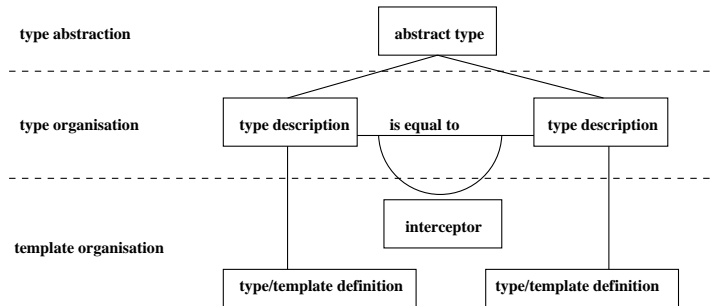 type abstraction
abstract type
type organisation
type description
is equal to
type description
interceptor
template organisation
type/template definition
type/template definition